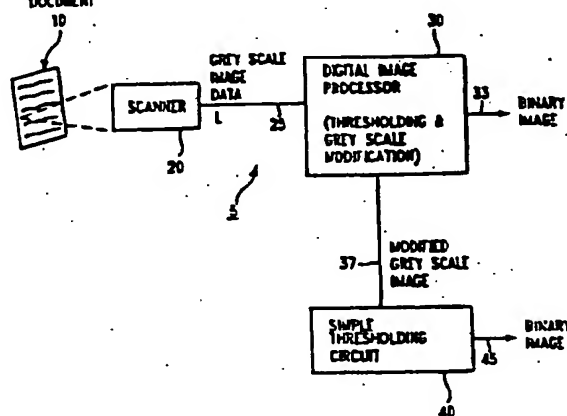 DOCUMENT
10
SCANNER
20
GREY SCALE
IMAGE
DATA
L
25
5
30
DIGITAL IMAGE
PROCESSOR
(THRESHOLDING &
GREY SCALE
MODIFICATION)
33
BINARY
IMAGE
37
MODIFIED
GREY SCALE
IMAGE
SIMPLE
THRESHOLDING
CIRCUIT
40
45
BINARY
IMAGE